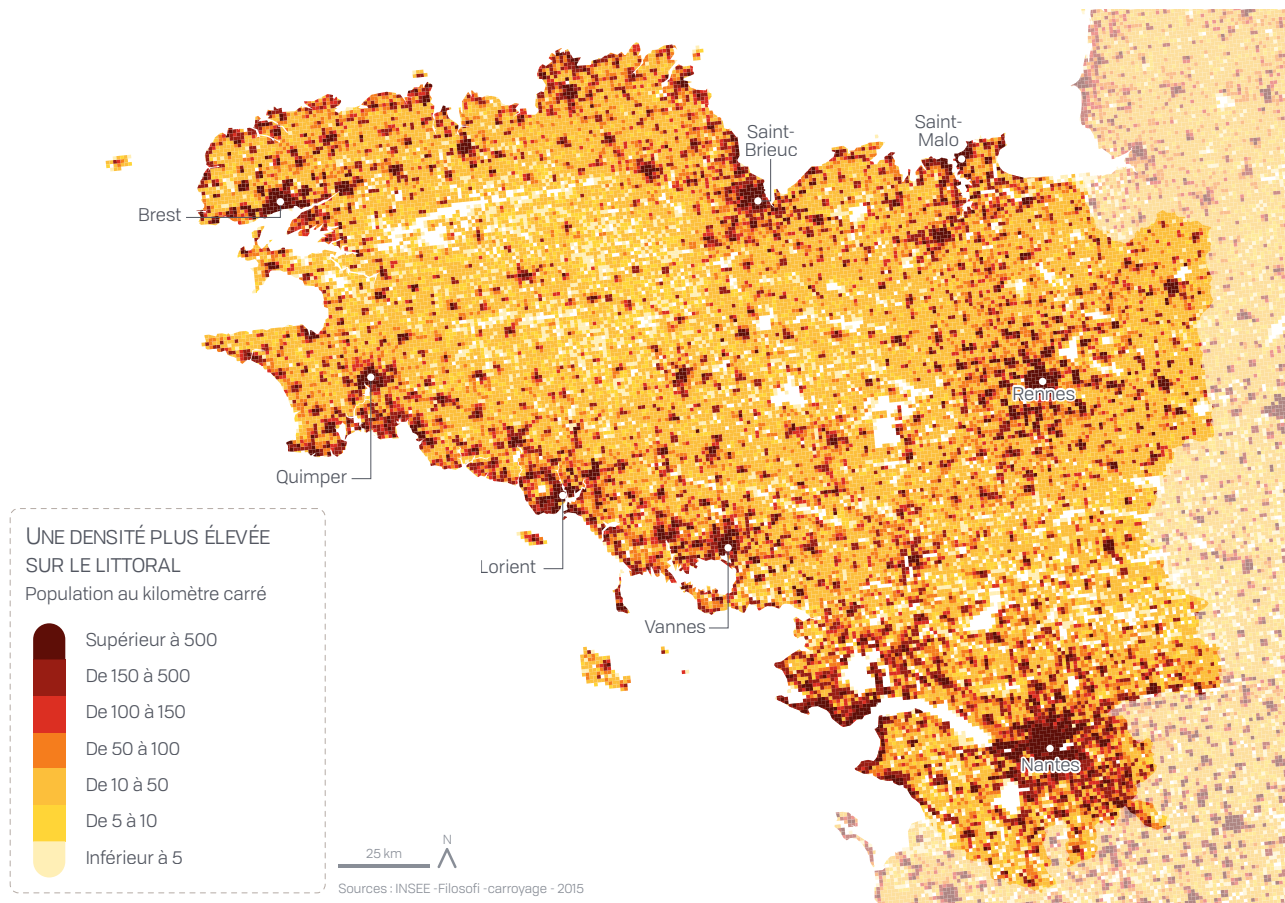 Saint-
Brieuc
Saint-
Malo
Brest
Rennes
Quimper
Lorient
Vannes
Nantes
UNE DENSITÉ PLUS ÉLEVÉE
SUR LE LITTORAL
Population au kilomètre carré
Supérieur à 500
De 150 à 500
De 100 à 150
De 50 à 100
De 10 à 50
De 5 à 10
Inférieur à 5
25 km
N
Sources : INSEE -Filosofi -carroyage - 2015